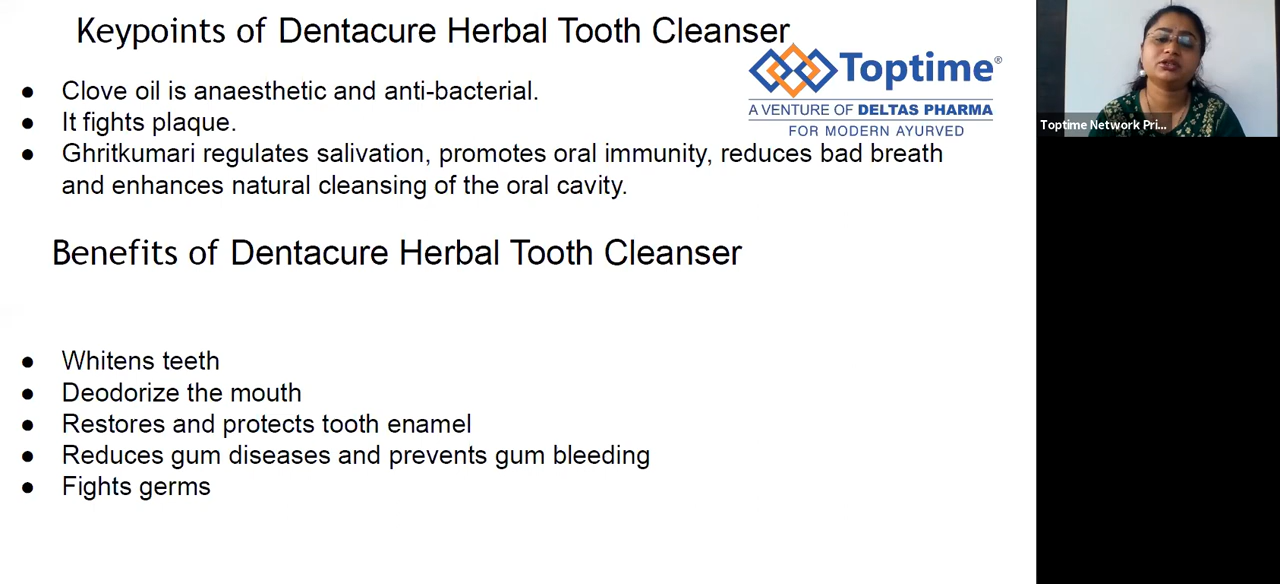 Keypoints of Dentacure Herbal Tooth Cleanser
Toptime®
A VENTURE OF DELTAS PHARMA
FOR MODERN AYURVED
● Clove oil is anaesthetic and anti-bacterial.
● It fights plaque.
● Ghritkumari regulates salivation, promotes oral immunity, reduces bad breath
and enhances natural cleansing of the oral cavity.
Benefits of Dentacure Herbal Tooth Cleanser
● Whitens teeth
● Deodorize the mouth
● Restores and protects tooth enamel
● Reduces gum diseases and prevents gum bleeding
● Fights germs
Toptime Network Pri...